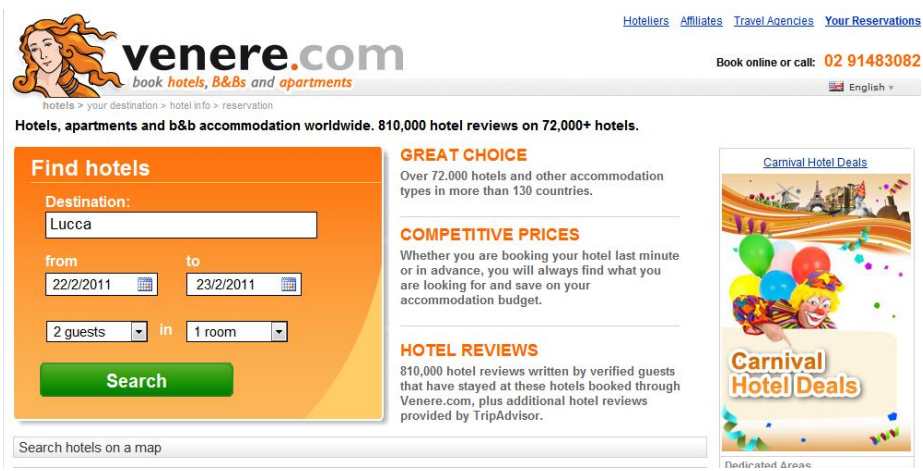 Hoteliers Affiliates Travel Agencies Your Reservations
venere.com
book hotels, B&Bs and apartments
Book online or call: 02 91483082
English
hotels > your destination > hotel info > reservation
Hotels, apartments and b&b accommodation worldwide. 810,000 hotel reviews on 72,000+ hotels.
Find hotels
Destination:
Lucca
from to
22/2/2011 23/2/2011
2 guests in 1 room
Search
GREAT CHOICE
Over 72.000 hotels and other accommodation
types in more than 130 countries.
COMPETITIVE PRICES
Whether you are booking your hotel last minute
or in advance, you will always find what you
are looking for and save on your
accommodation budget.
HOTEL REVIEWS
810,000 hotel reviews written by verified guests
that have stayed at these hotels booked through
Venere.com, plus additional hotel reviews
provided by TripAdvisor.
Carnival Hotel Deals
Carnival
Hotel Deals
Search hotels on a map
Dedicated Areas